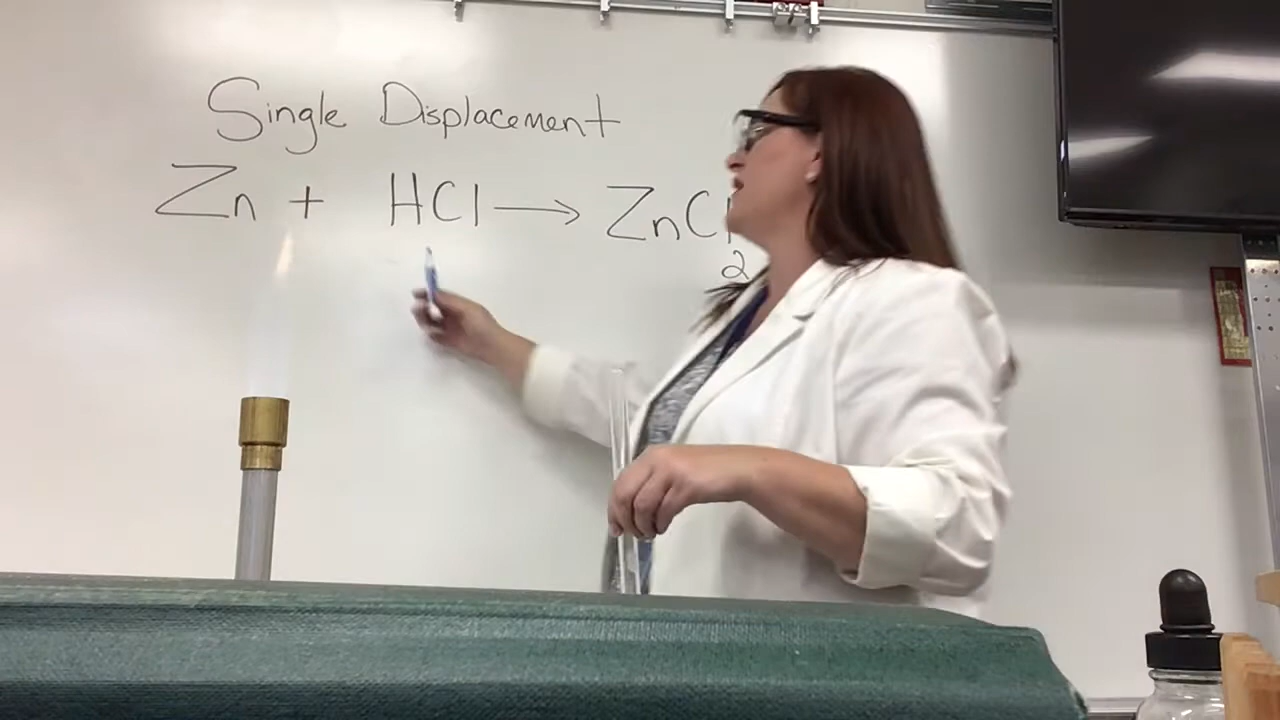 Single Displacement
Zn + HCl → ZnCl
2